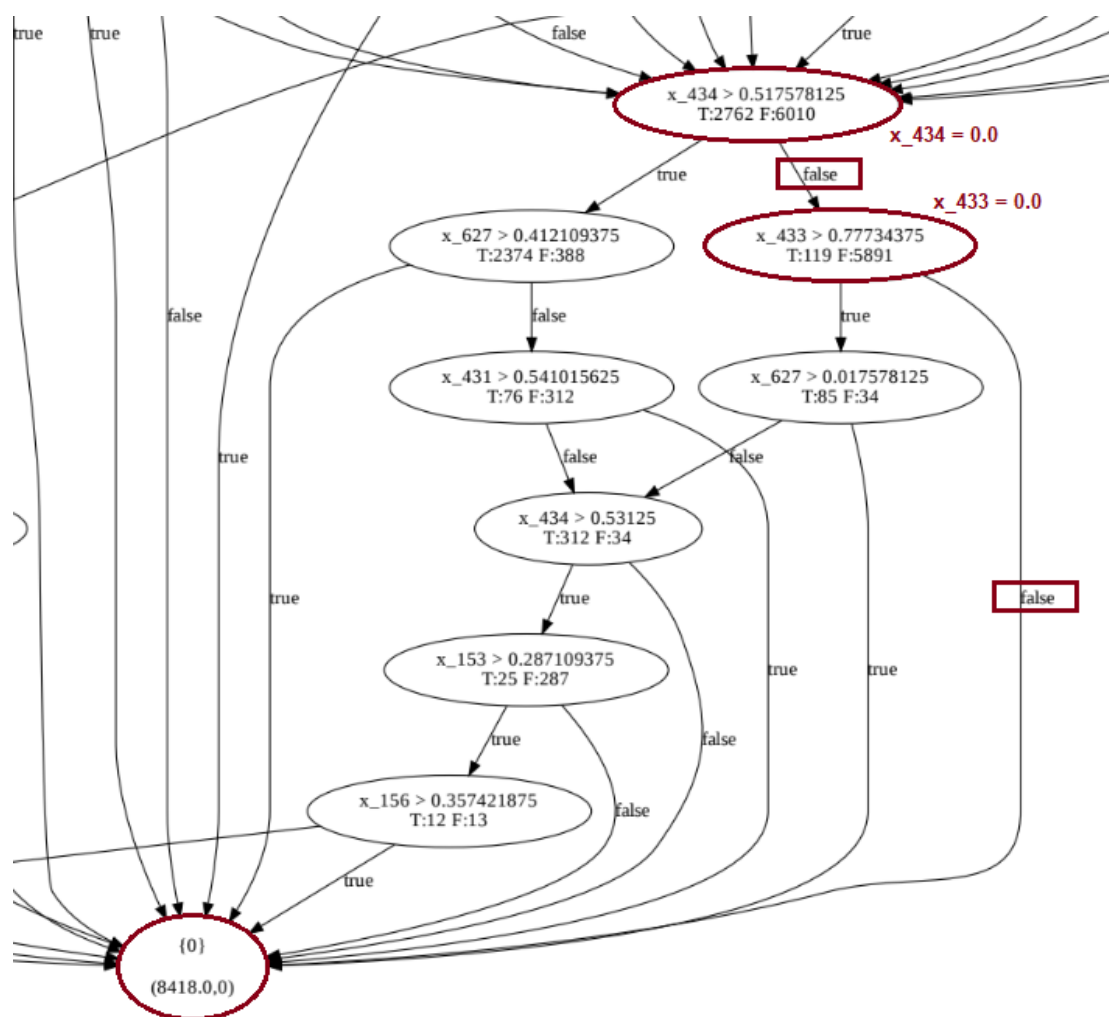 true
true
false
true
x_434 > 0.517578125
T:2762 F:6010
x_434 = 0.0
true
false
x_433 = 0.0
x_627 > 0.412109375
T:2374 F:388
x_433 > 0.77734375
T:119 F:5891
false
false
true
x_431 > 0.541015625
T:76 F:312
x_627 > 0.017578125
T:85 F:34
true
false
false
x_434 > 0.53125
T:312 F:34
true
true
false
x_153 > 0.287109375
T:25 F:287
true
true
true
false
x_156 > 0.357421875
T:12 F:13
false
true
{0}
(8418.0,0)